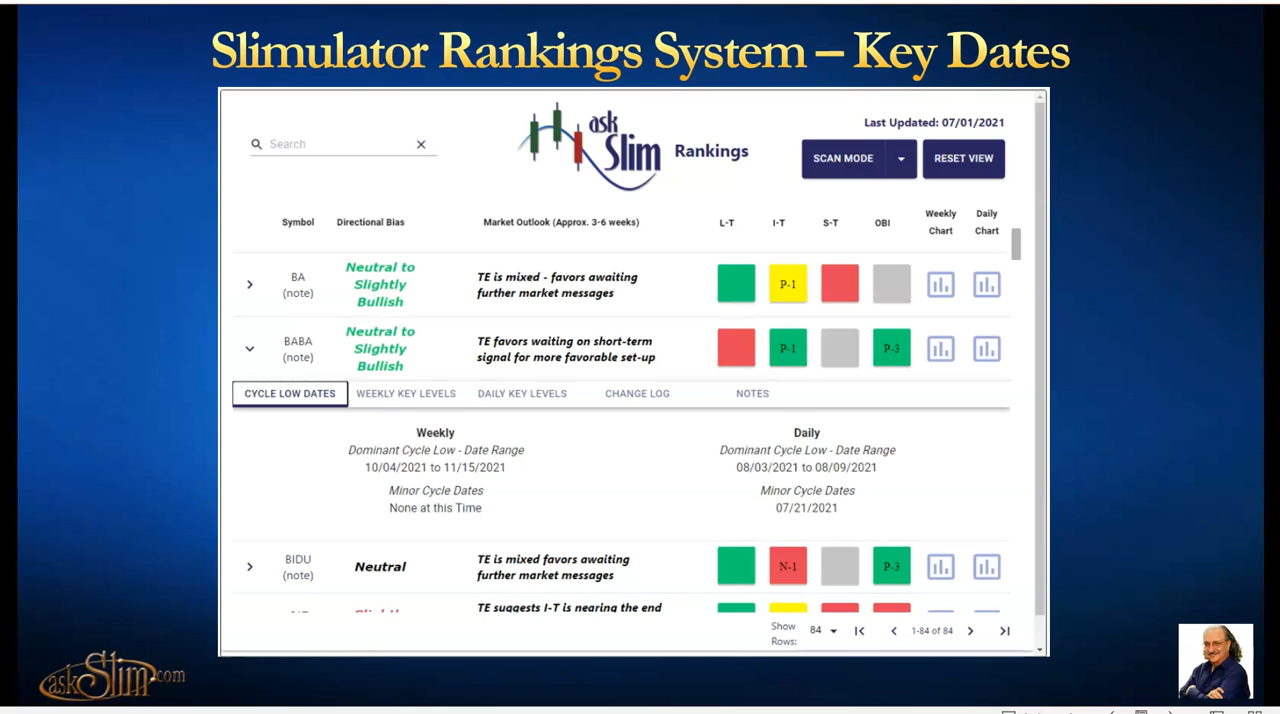 Slimulator Rankings System – Key Dates
Search
ask
Slim
Rankings
Last Updated: 07/01/2021
SCAN MODE
RESET VIEW
Symbol
Directional Bias
Market Outlook (Approx. 3-6 weeks)
L-T
I-T
S-T
OBI
Weekly
Chart
Daily
Chart
BA
(note)
Neutral to
Slightly
Bullish
TE is mixed - favors awaiting
further market messages
P-1
BABA
(note)
Neutral to
Slightly
Bullish
TE favors waiting on short-term
signal for more favorable set-up
P-1
P-3
CYCLE LOW DATES
WEEKLY KEY LEVELS
DAILY KEY LEVELS
CHANGE LOG
NOTES
Weekly
Dominant Cycle Low - Date Range
10/04/2021 to 11/15/2021
Minor Cycle Dates
None at this Time
Daily
Dominant Cycle Low - Date Range
08/03/2021 to 08/09/2021
Minor Cycle Dates
07/21/2021
BIDU
(note)
Neutral
TE is mixed favors awaiting
further market messages
N-1
P-3
TE suggests I-T is nearing the end
Show
Rows:
84
1-84 of 84
askSlim.com